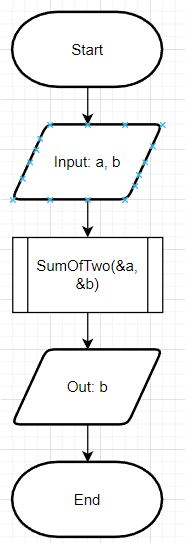 Start
Input: a, b
SumOfTwo(&a,
&b)
Out: b
End